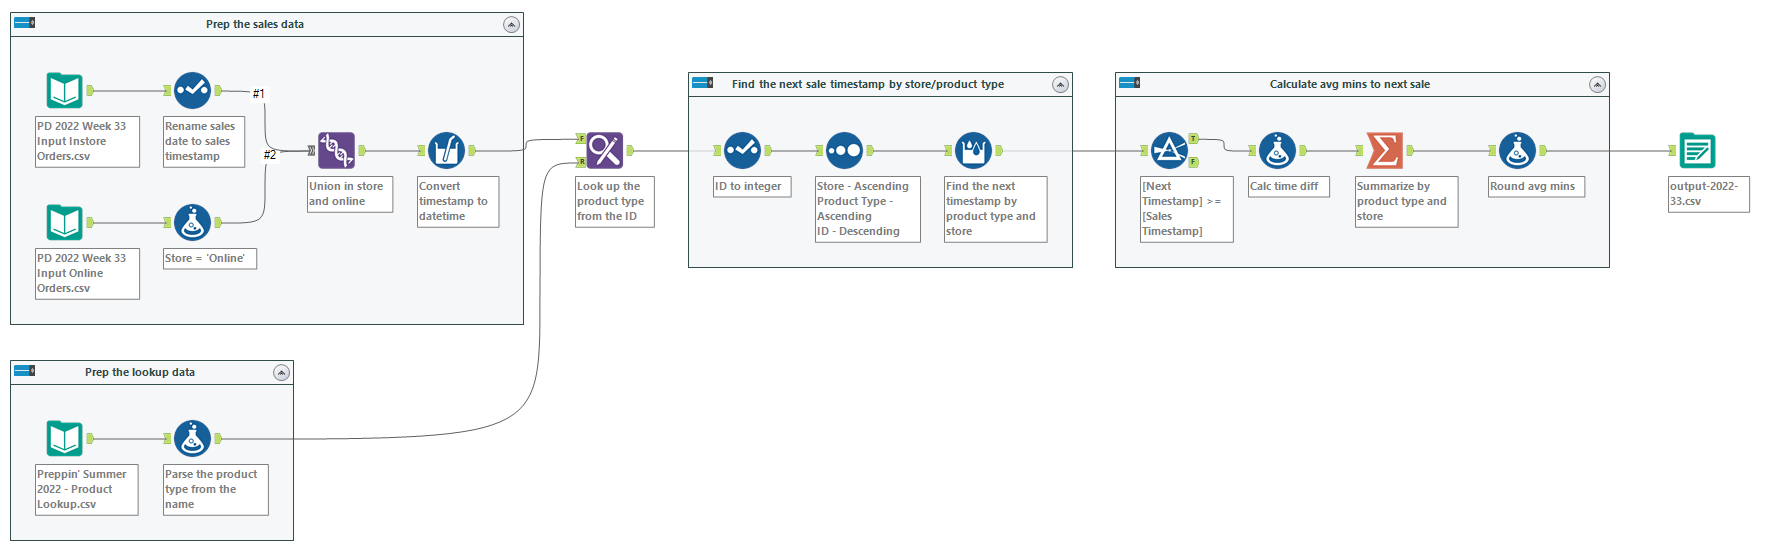 Prep the sales data
#1
PD 2022 Week 33
Input Instore
Orders.csv
Rename sales
date to sales
timestamp
#2
Union in store
and online
Convert
timestamp to
datetime
PD 2022 Week 33
Input Online
Orders.csv
Store = 'Online'
Prep the lookup data
Preppin' Summer
2022 - Product
Lookup.csv
Parse the product
type from the
name
F
R
Look up the
product type
from the ID
Find the next sale timestamp by store/product type
ID to integer
Store - Ascending
Product Type -
Ascending
ID - Descending
Find the next
timestamp by
product type and
store
Calculate avg mins to next sale
T
F
[Next
Timestamp] >=
[Sales
Timestamp]
Calc time diff
Summarize by
product type and
store
Round avg mins
output-2022-
33.csv